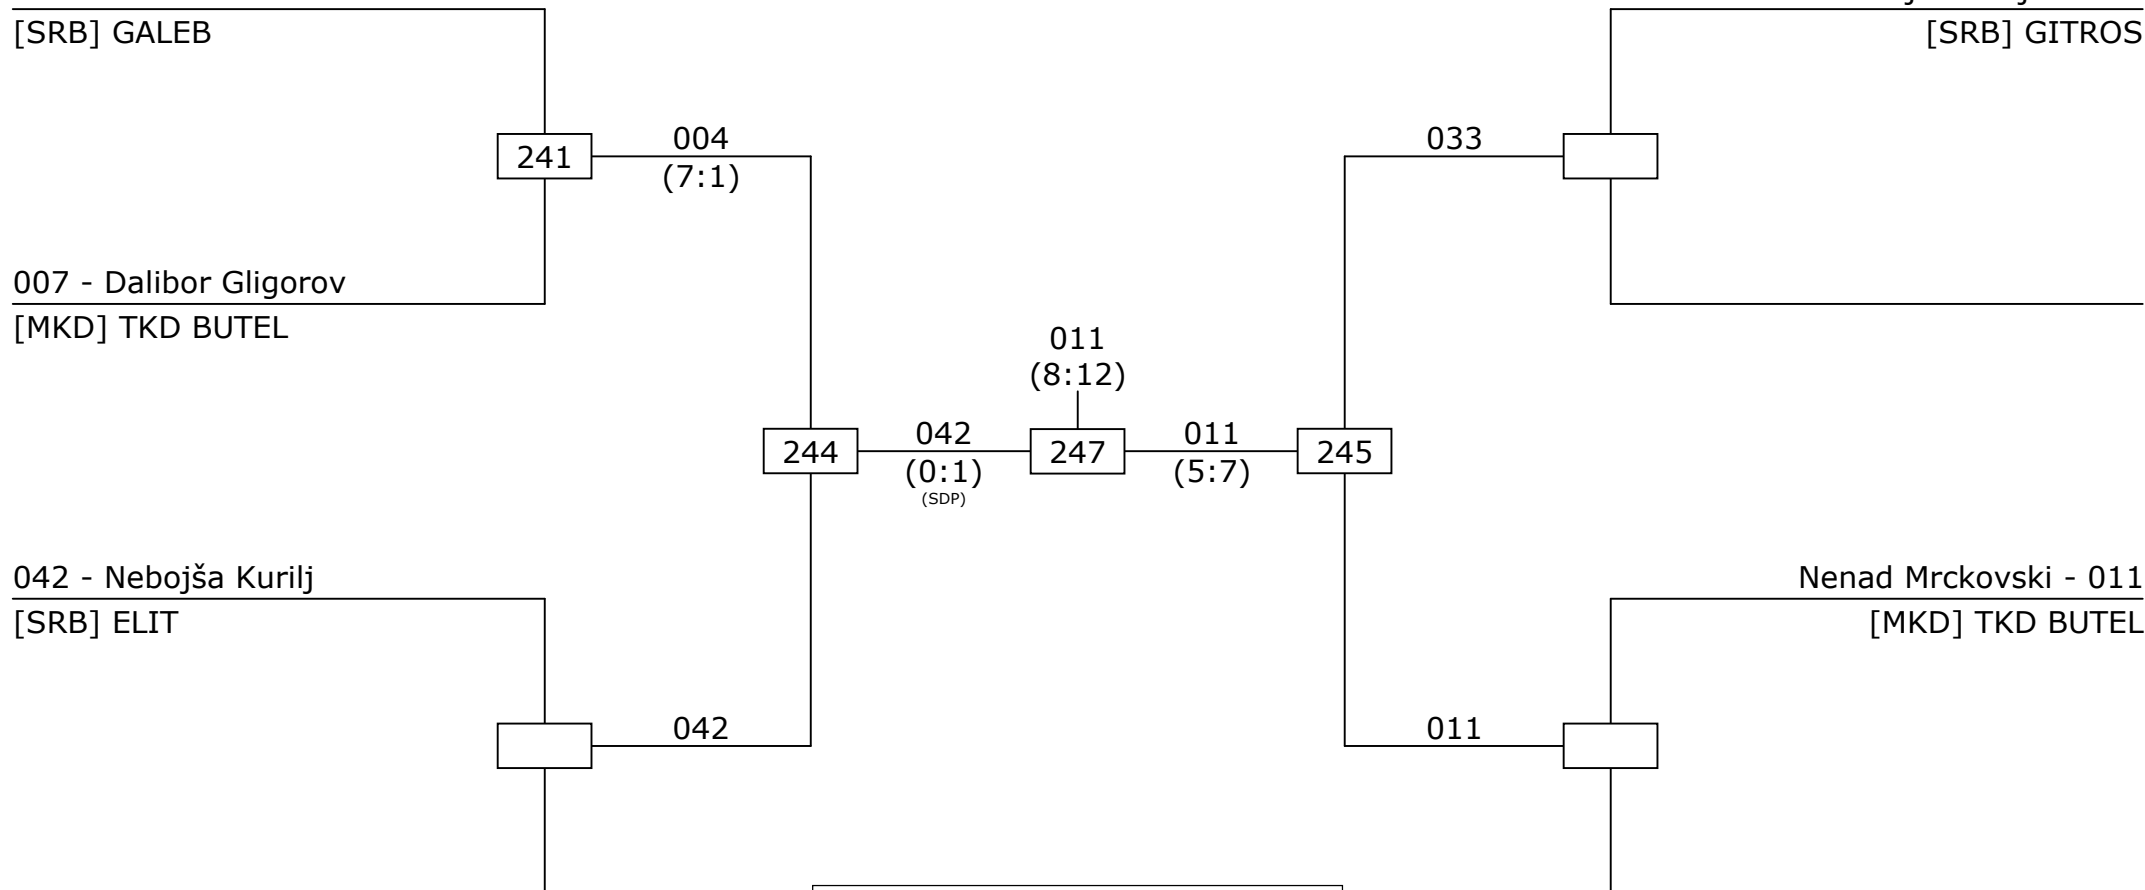 [SRB] GALEB
[SRB] GITROS
004
(7:1)
241
033
007 - Dalibor Gligorov
[MKD] TKD BUTEL
011
(8:12)
244
042
(0:1)
(SDP)
247
011
(5:7)
245
042 - Nebojša Kurilj
[SRB] ELIT
Nenad Mrckovski - 011
[MKD] TKD BUTEL
042
011